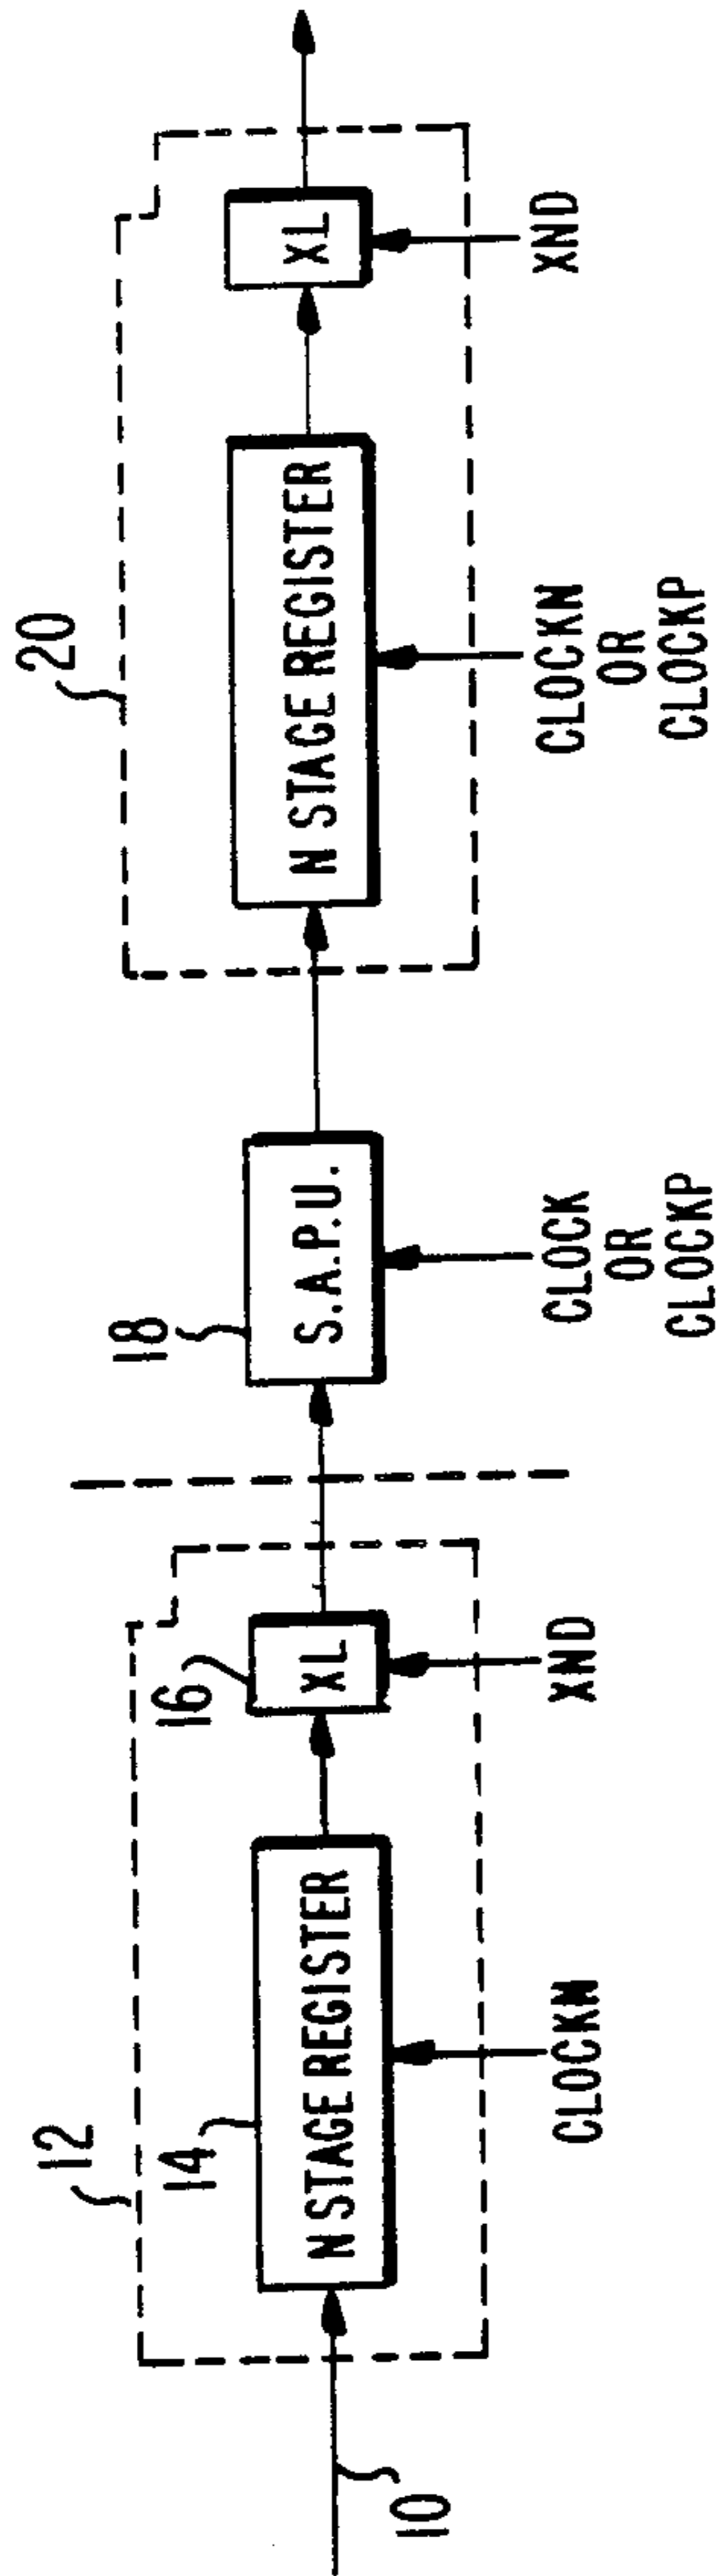 10
12
14
N STAGE REGISTER
CLOCKN
16
XL
XND
18
S.A.P.U.
CLOCK
OR
CLOCKP
20
N STAGE REGISTER
CLOCKN
OR
CLOCKP
XL
XND